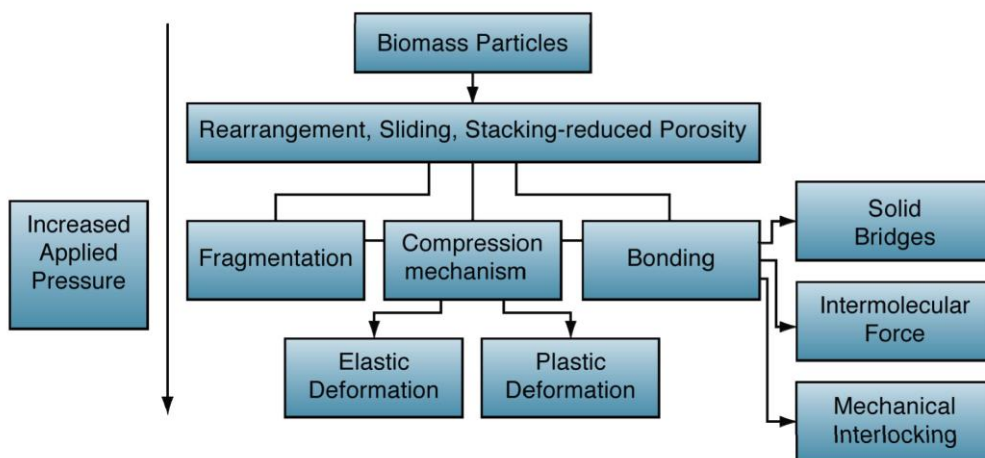 Biomass Particles
Rearrangement, Sliding, Stacking-reduced Porosity
Increased
Applied
Pressure
Fragmentation
Compression
mechanism
Bonding
Solid
Bridges
Intermolecular
Force
Mechanical
Interlocking
Elastic
Deformation
Plastic
Deformation